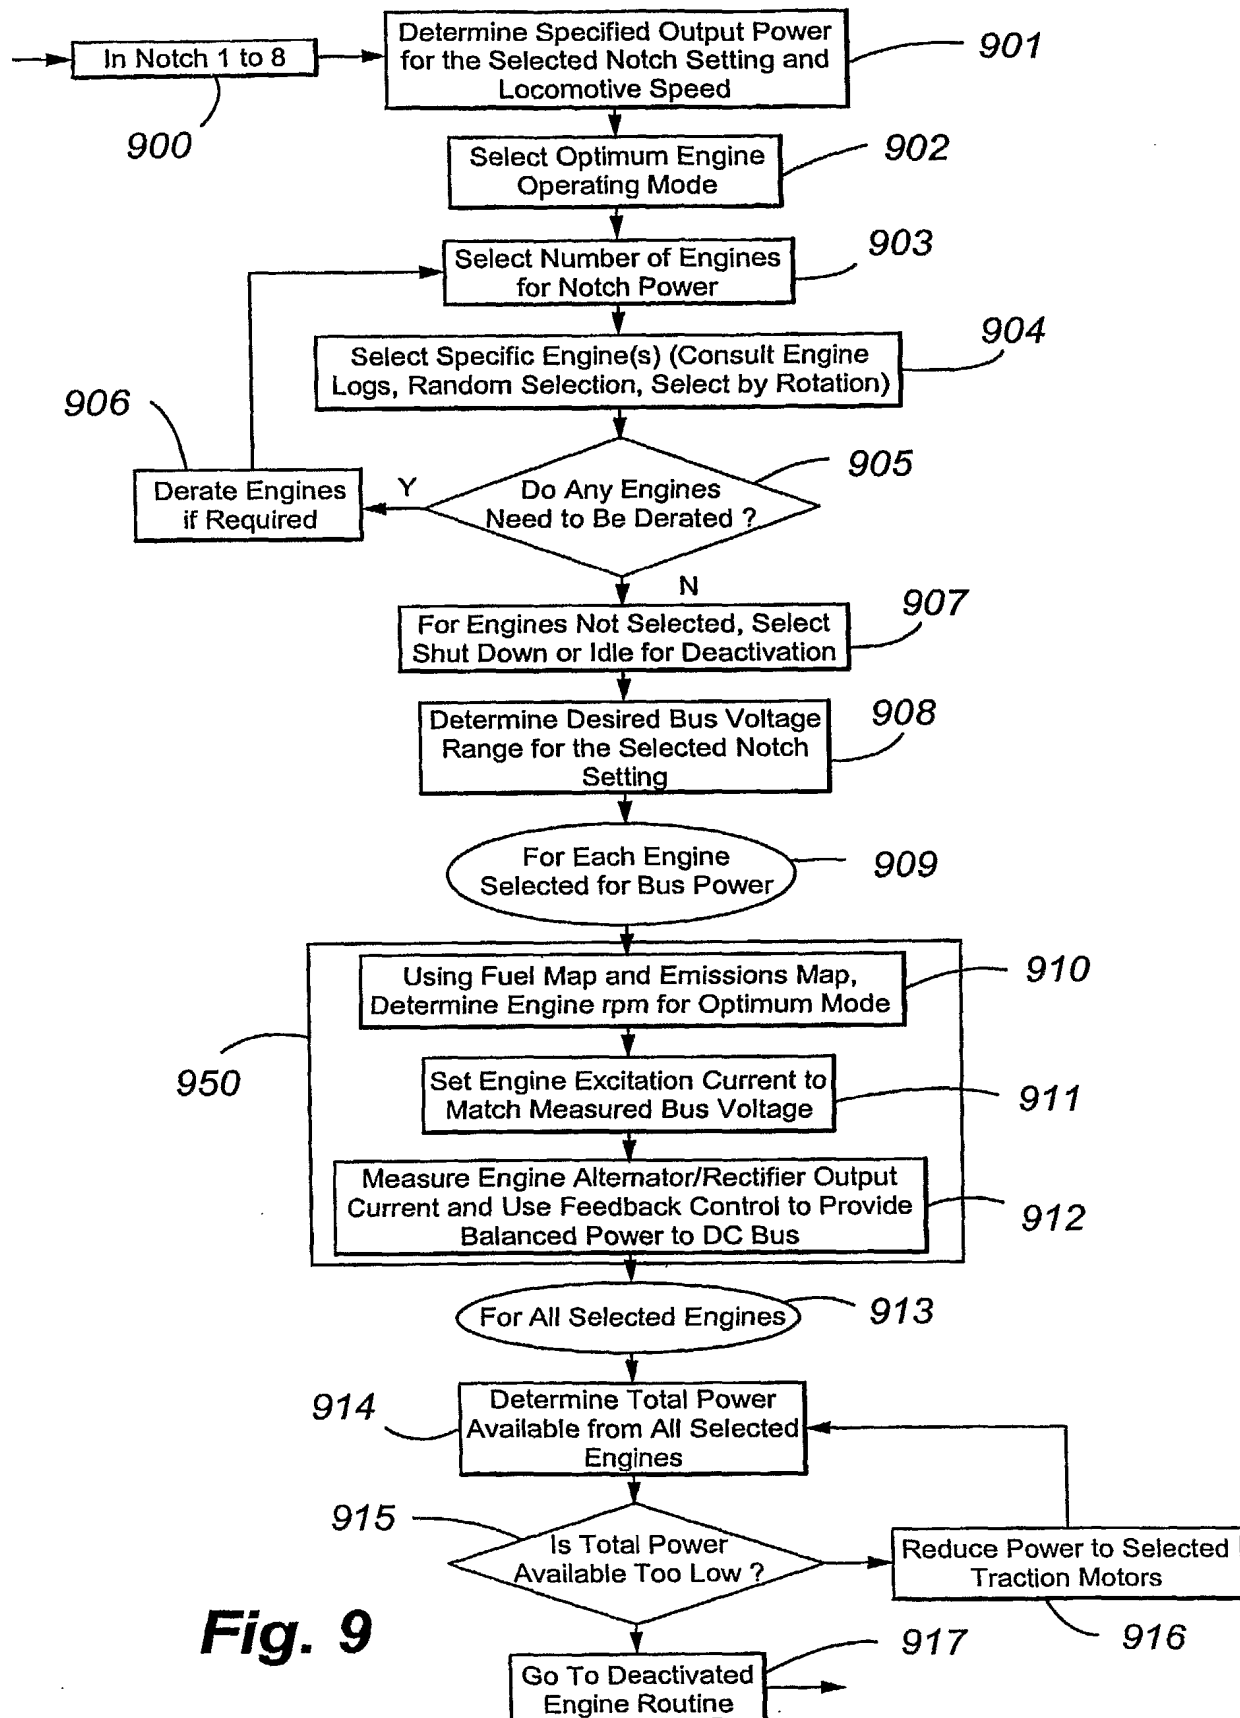 In Notch 1 to 8
900
Determine Specified Output Power
for the Selected Notch Setting and
Locomotive Speed
901
Select Optimum Engine
Operating Mode
902
Select Number of Engines
for Notch Power
903
Select Specific Engine(s) (Consult Engine
Logs, Random Selection, Select by Rotation)
904
Do Any Engines
Need to Be Derated ?
905
Y
906
Derate Engines
if Required
N
For Engines Not Selected, Select
Shut Down or Idle for Deactivation
907
Determine Desired Bus Voltage
Range for the Selected Notch
Setting
908
For Each Engine
Selected for Bus Power
909
Using Fuel Map and Emissions Map,
Determine Engine rpm for Optimum Mode
910
950
Set Engine Excitation Current to
Match Measured Bus Voltage
911
Measure Engine Alternator/Rectifier Output
Current and Use Feedback Control to Provide
Balanced Power to DC Bus
912
For All Selected Engines
913
Determine Total Power
Available from All Selected
Engines
914
Is Total Power
Available Too Low ?
915
Reduce Power to Selected
Traction Motors
916
Go To Deactivated
Engine Routine
917
Fig. 9